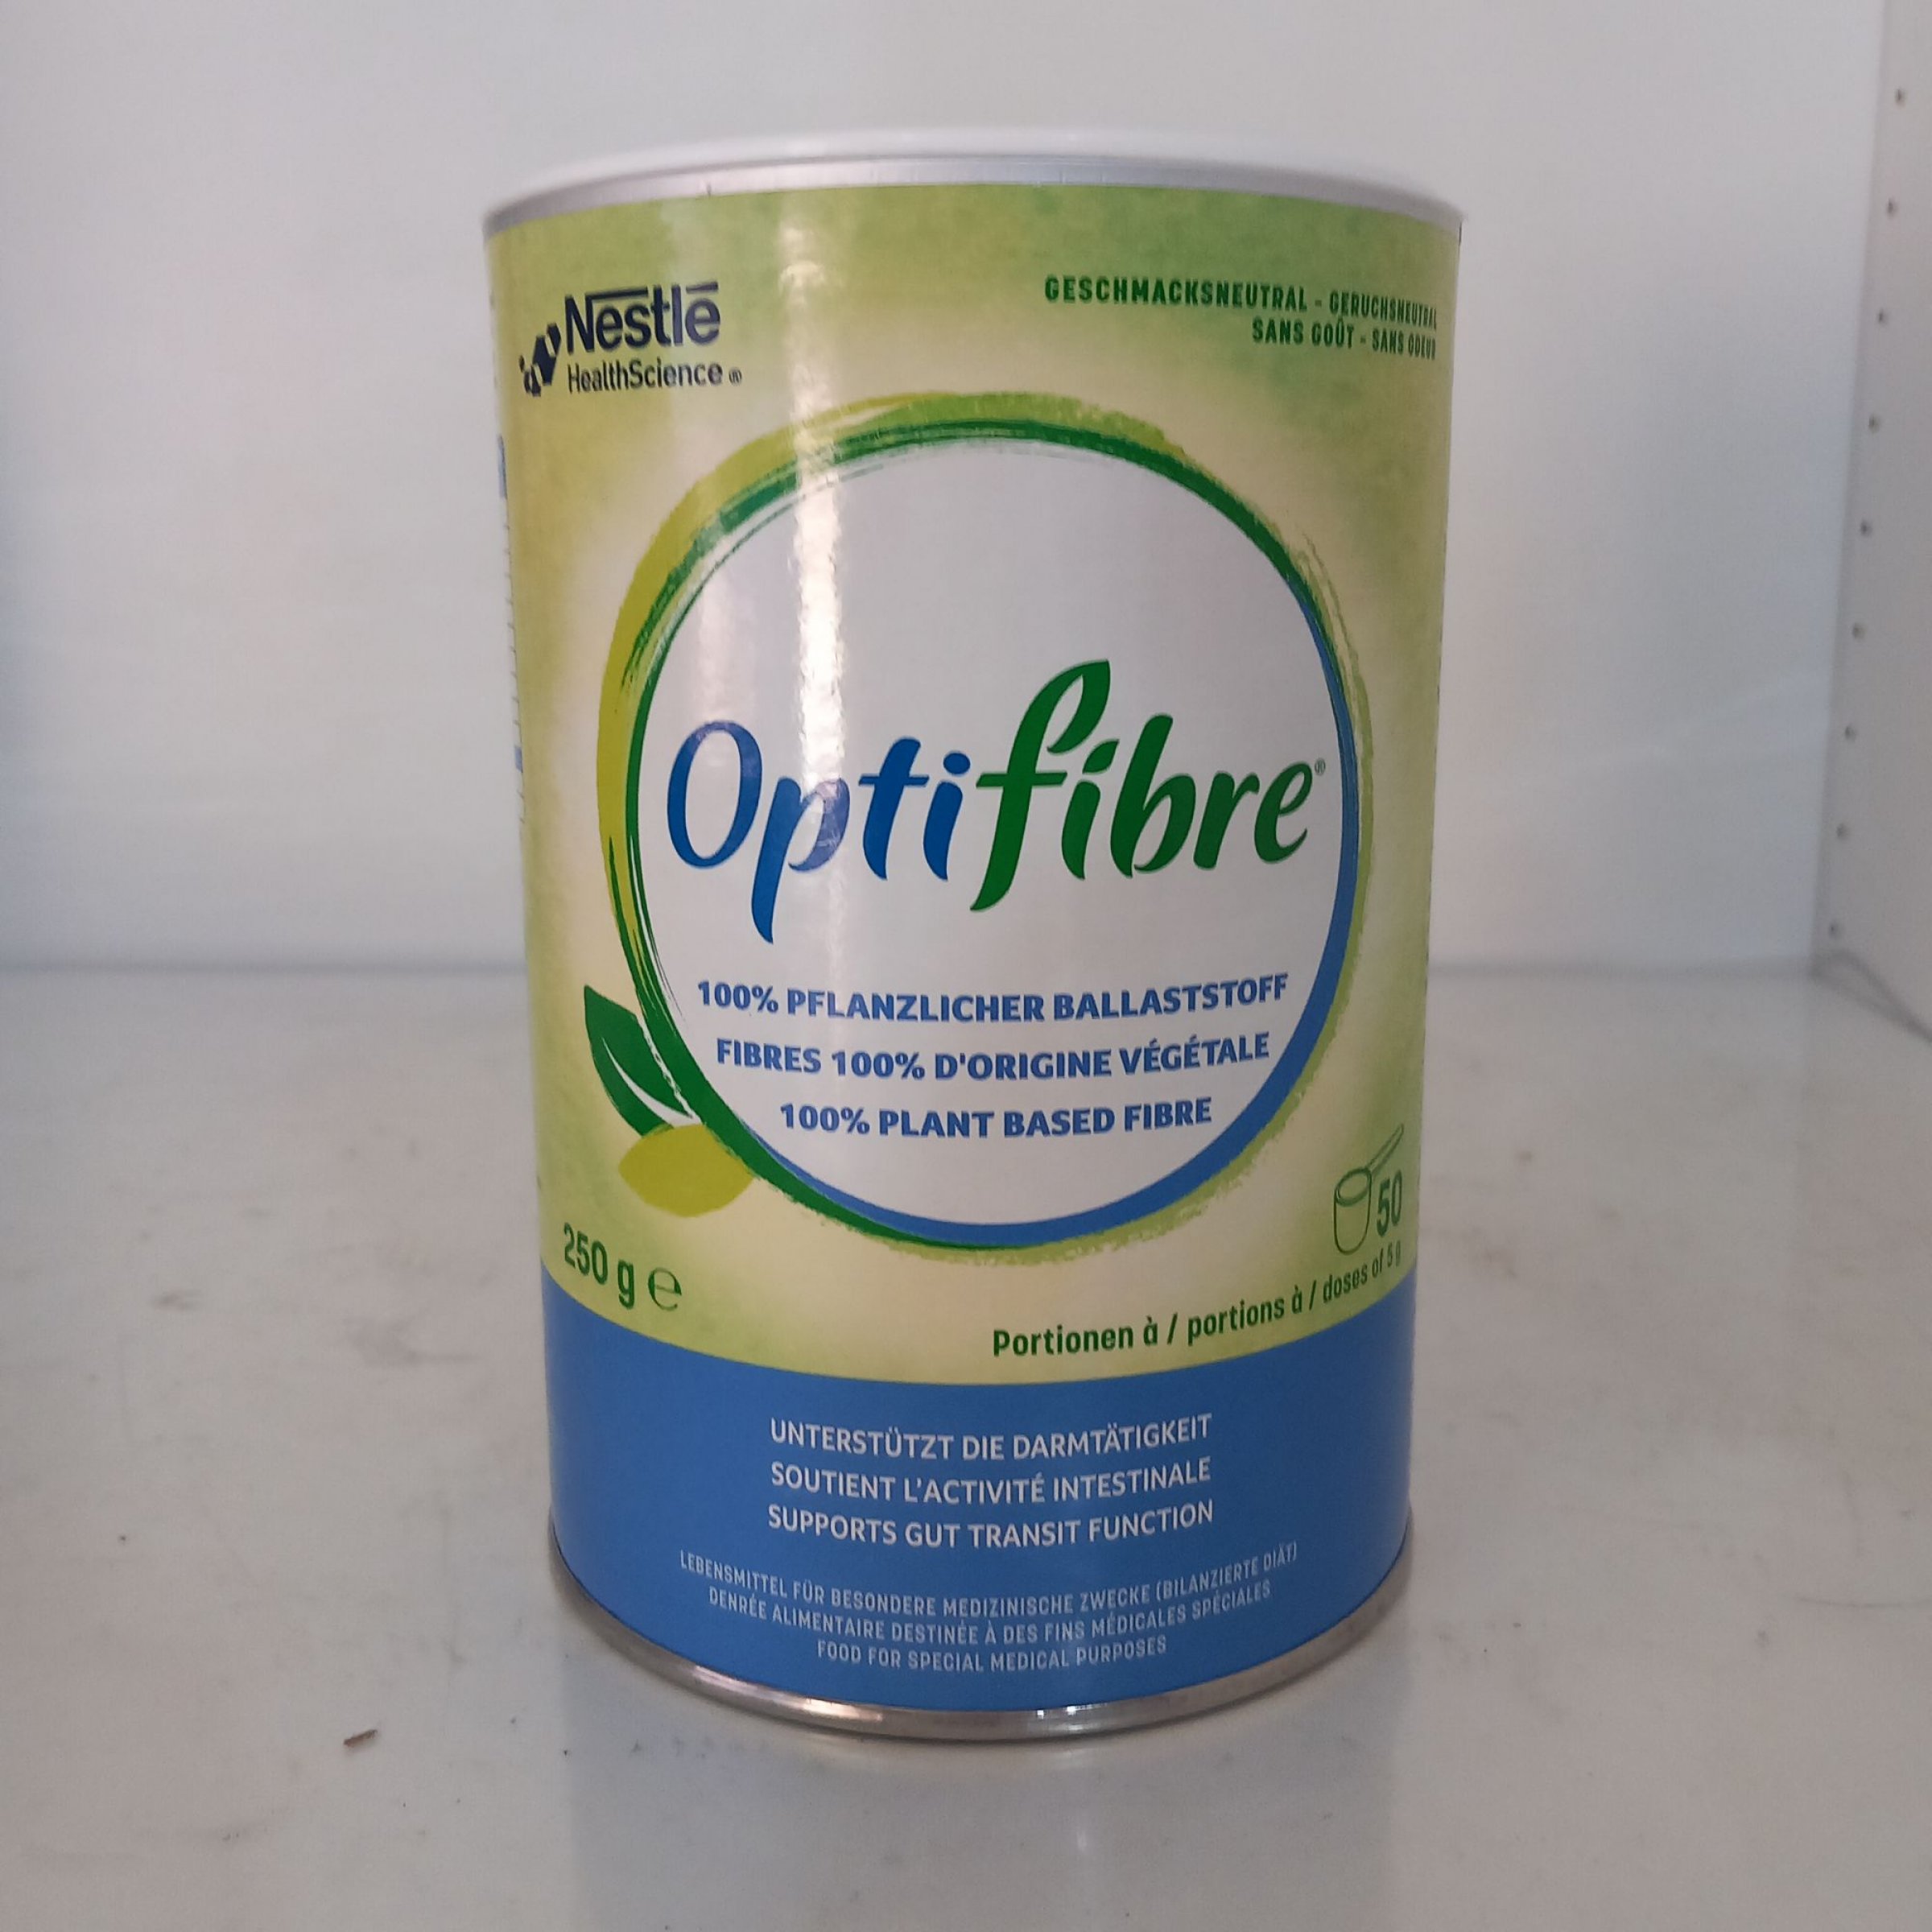 Nestlé
HealthScience ®
GESCHMACKSNEUTRAL - GERUCHSNEUTRAL
SANS GOÛT - SANS ODEUR
Optifibre®
100% PFLANZLICHER BALLASTSTOFF
FIBRES 100% D'ORIGINE VÉGÉTALE
100% PLANT BASED FIBRE
50
250 g ℮
Portionen à / portions à / doses of 5 g
UNTERSTÜTZT DIE DARMTÄTIGKEIT
SOUTIENT L'ACTIVITÉ INTESTINALE
SUPPORTS GUT TRANSIT FUNCTION
LEBENSMITTEL FÜR BESONDERE MEDIZINISCHE ZWECKE (BILANZIERTE DIÄT)
DENRÉE ALIMENTAIRE DESTINÉE À DES FINS MÉDICALES SPÉCIALES
FOOD FOR SPECIAL MEDICAL PURPOSES